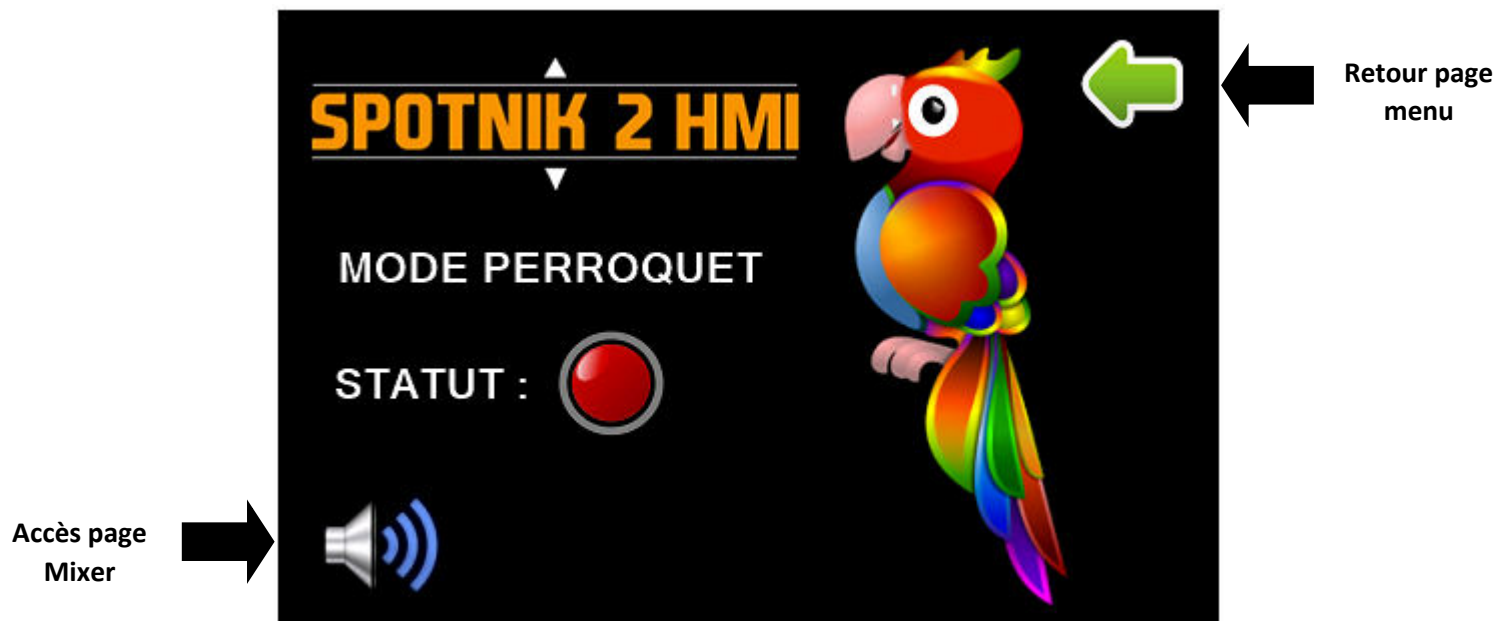 SPOTNIK 2 HMI
Retour page
menu
MODE PERROQUET
STATUT :
Accès page
Mixer